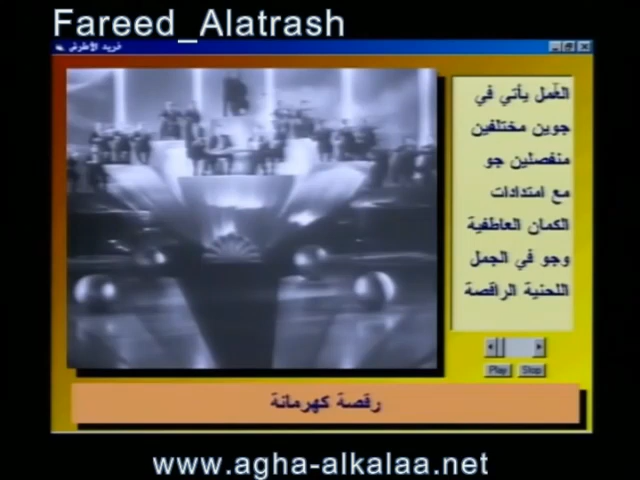 Fareed_Alatrash
فريد الأطرش
العمل يأتي في
جوين مختلفين
منفصلين جو
مع امتدادات
الكمان العاطفية
وجو في الجمل
اللحنية الراقصة
Play Stop
رقصة كهرمانة
www.agha-alkalaa.net